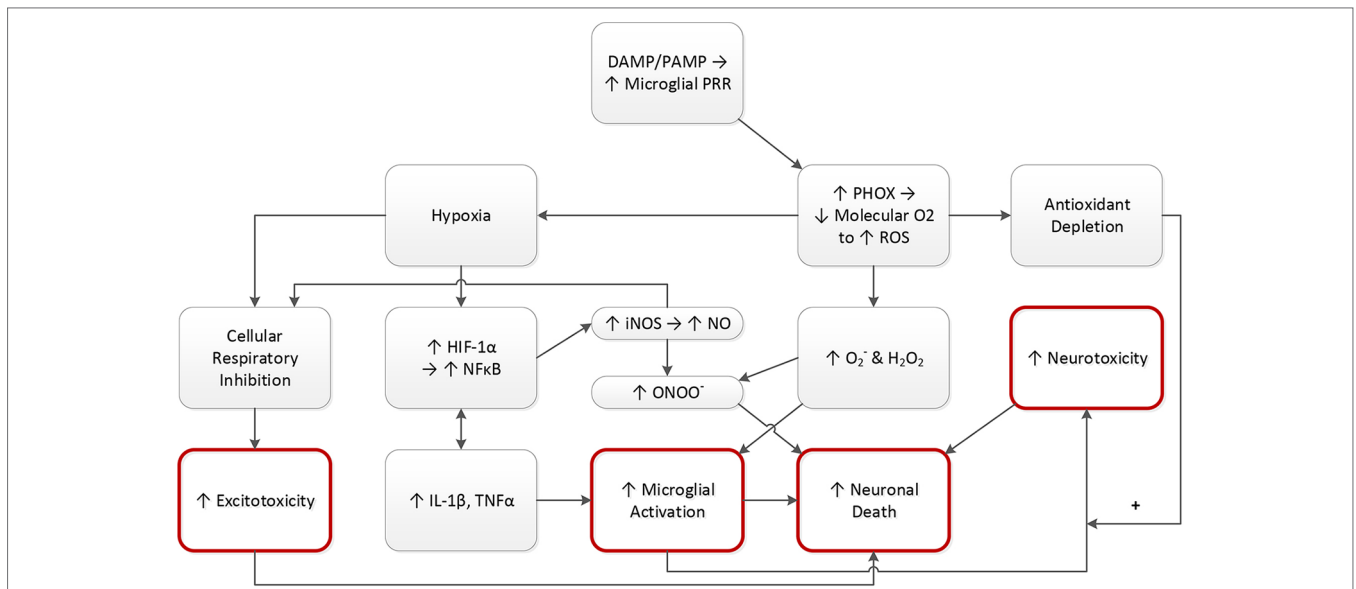 DAMP/PAMP →
↑ Microglial PRR
Hypoxia
↑ PHOX →
↓ Molecular O2
to ↑ ROS
Antioxidant
Depletion
Cellular
Respiratory
Inhibition
↑ HIF-1α
→ ↑ NFκB
↑ iNOS → ↑ NO
↑ ONOO⁻
↑ O₂⁻ & H₂O₂
↑ Neurotoxicity
↑ Excitotoxicity
↑ IL-1β, TNFα
↑ Microglial
Activation
↑ Neuronal
Death
+